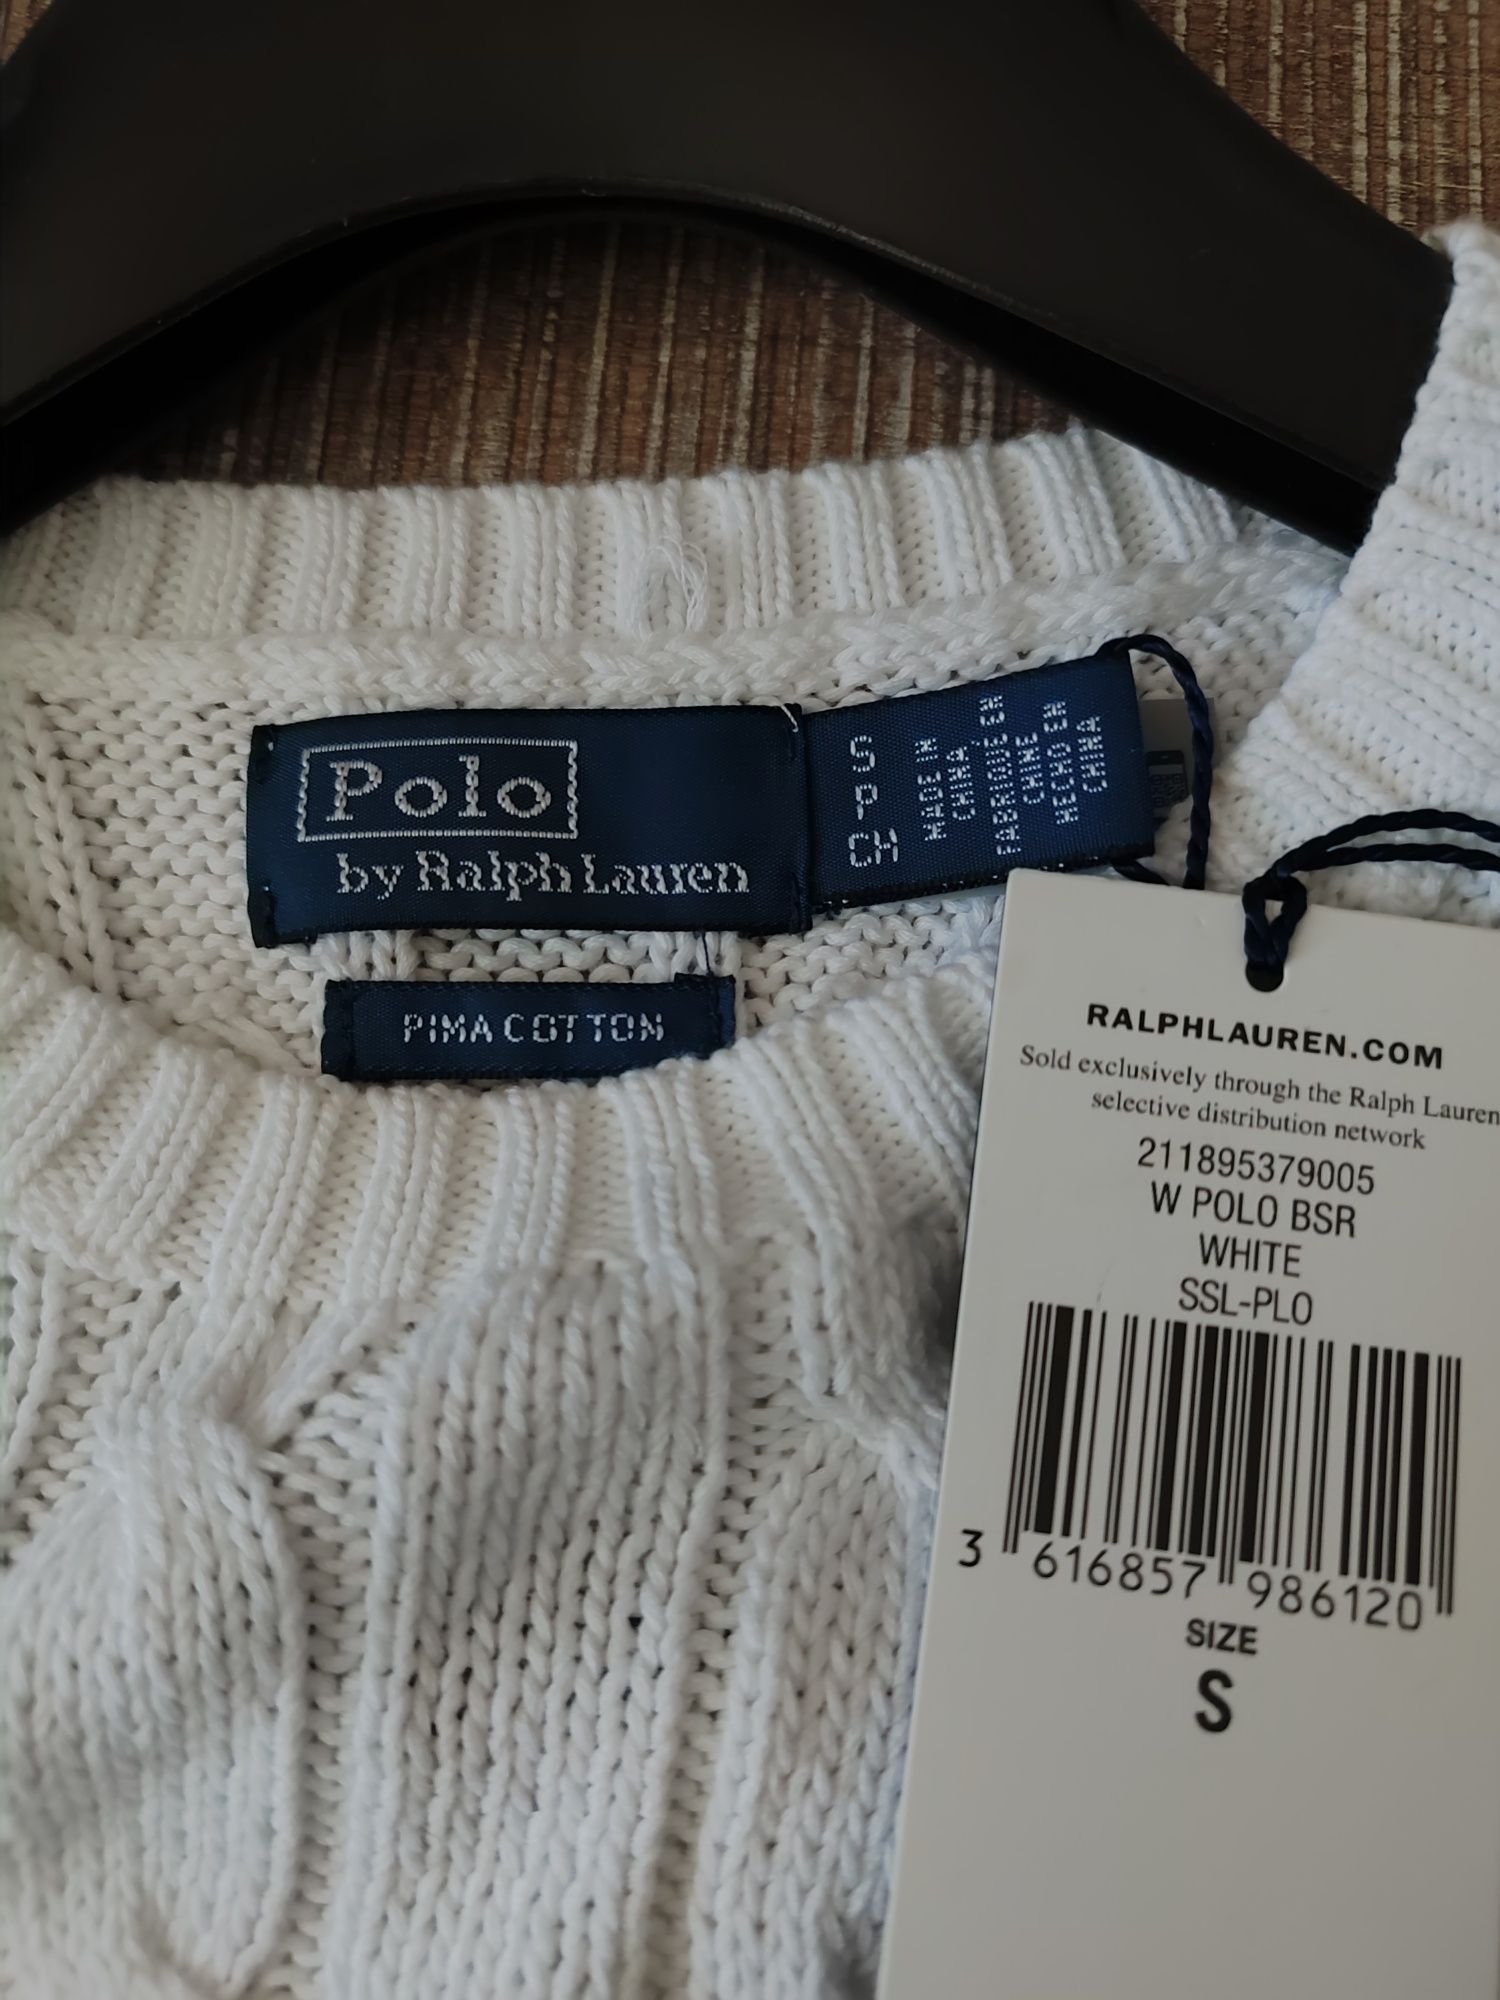 Polo
by Ralph Lauren
S
P
CH
MADE IN
CHINA
FABRIQUE EN
CHINE
HECHO EN
CHINA
PIMA COTTON
RALPHLAUREN.COM
Sold exclusively through the Ralph Lauren
selective distribution network
211895379005
W POLO BSR
WHITE
SSL-PLO
3 616857 986120
SIZE
S